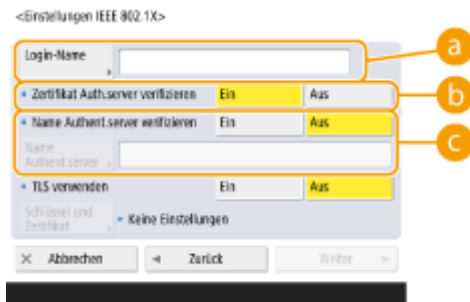 <Einstellungen IEEE 802.1X>
Login-Name
a
Zertifikat Auth.server verifizieren Ein Aus
b
Name Authent.server verifizieren Ein Aus
Name
Authent.server
c
TLS verwenden Ein Aus
Schlüssel und
Zertifikat
Keine Einstellungen
Abbrechen Zurück Weiter